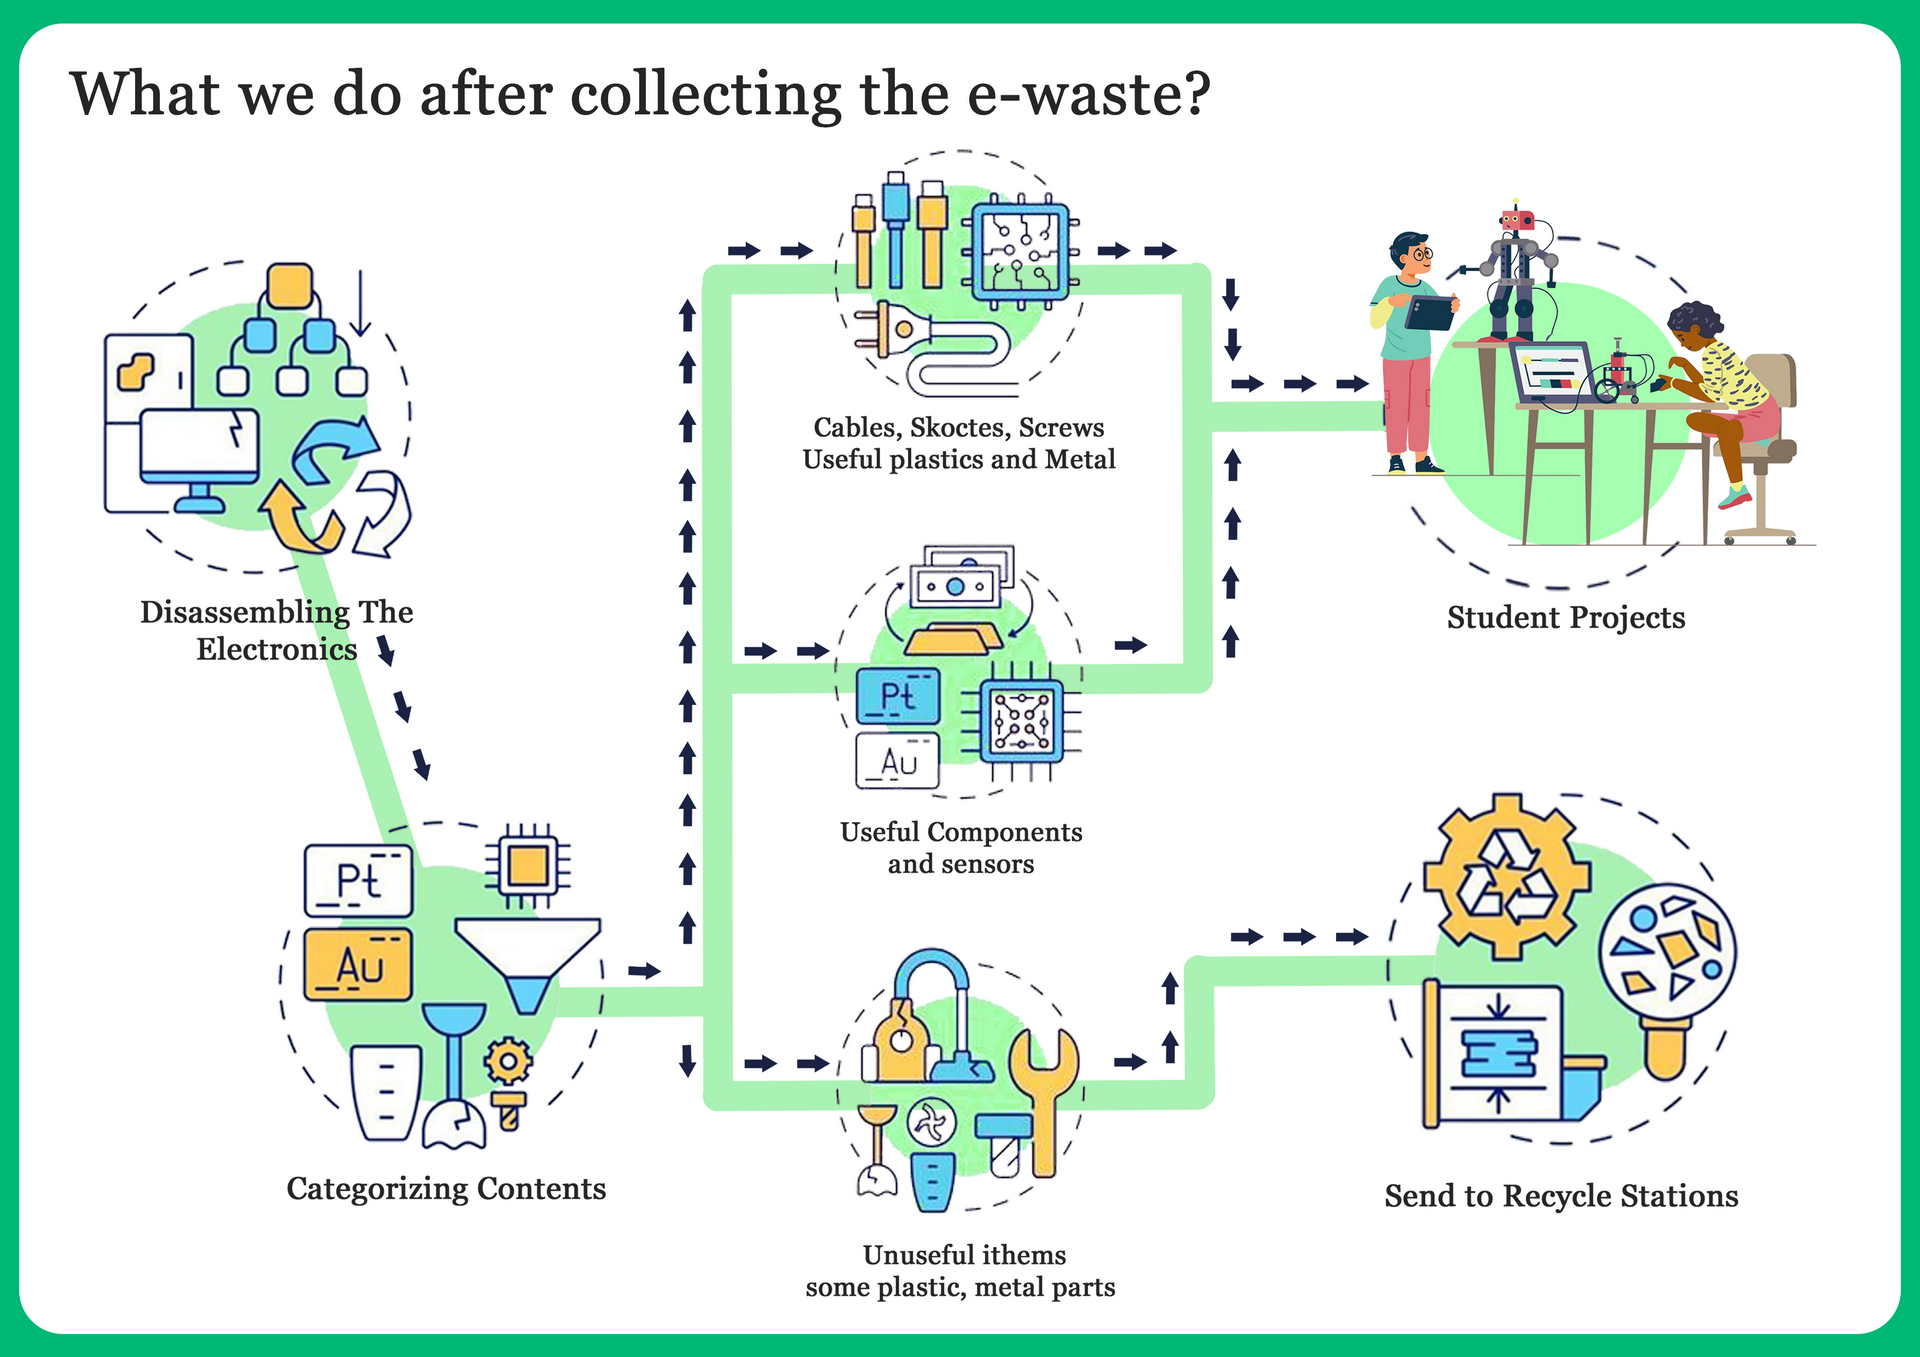 What we do after collecting the e-waste?
Disassembling The
Electronics
Pt
Au
Categorizing Contents
Cables, Skoctes, Screws
Useful plastics and Metal
Pt
Au
Useful Components
and sensors
Unuseful ithems
some plastic, metal parts
Student Projects
Send to Recycle Stations